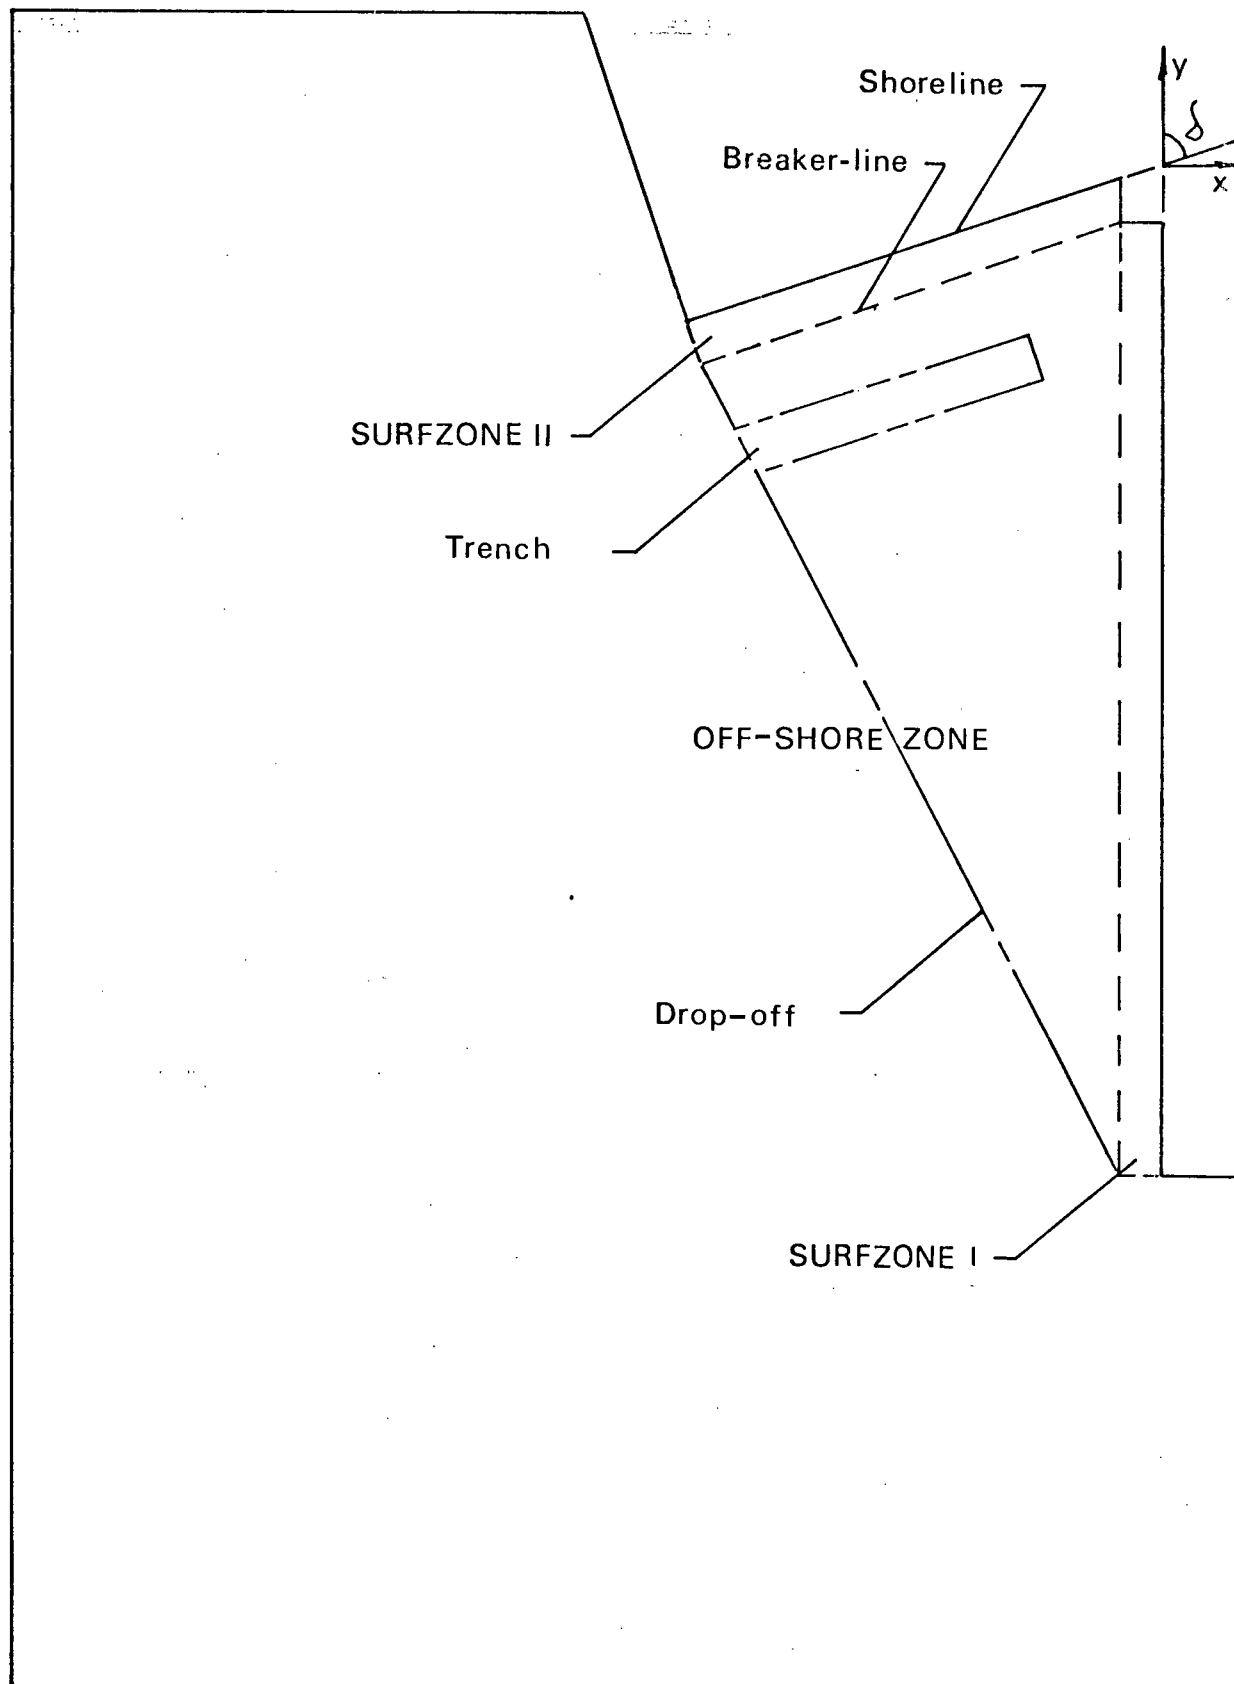 y
Shoreline
δ
Breaker-line
x
SURFZONE II
Trench
OFF-SHORE ZONE
Drop-off
SURFZONE I